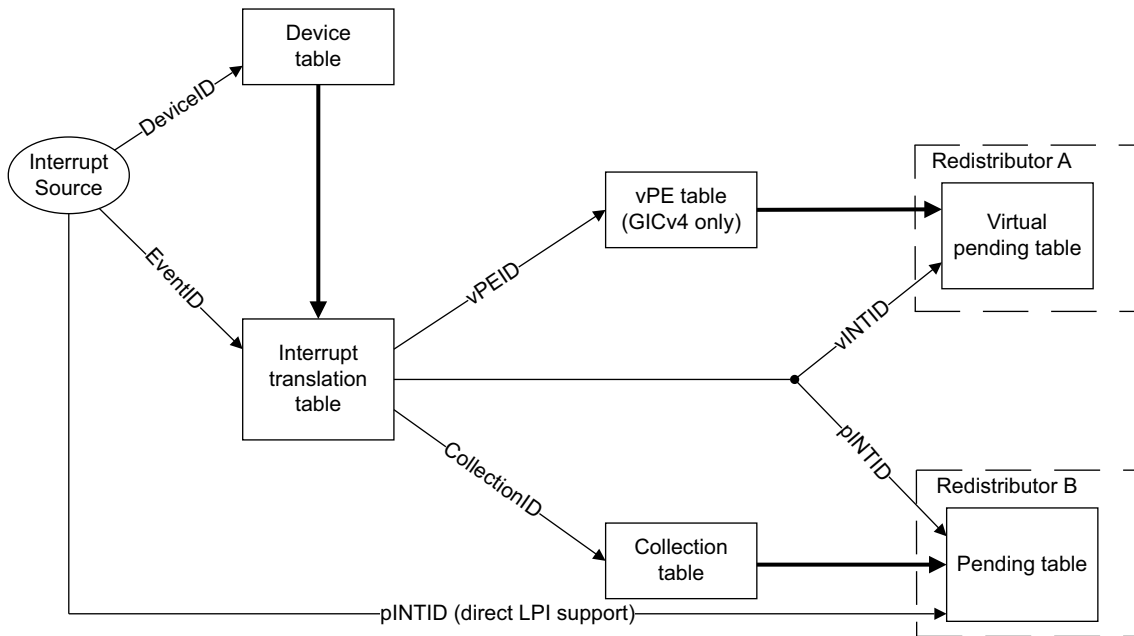 Device
table
DeviceID
Interrupt
Source
EventID
Redistributor A
vPE table
(GICv4 only)
Virtual
pending table
vPEID
vINTID
Interrupt
translation
table
pINTID
CollectionID
Redistributor B
Collection
table
Pending table
pINTID (direct LPI support)